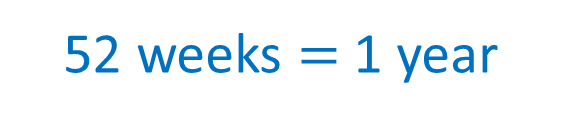 52 weeks = 1 year